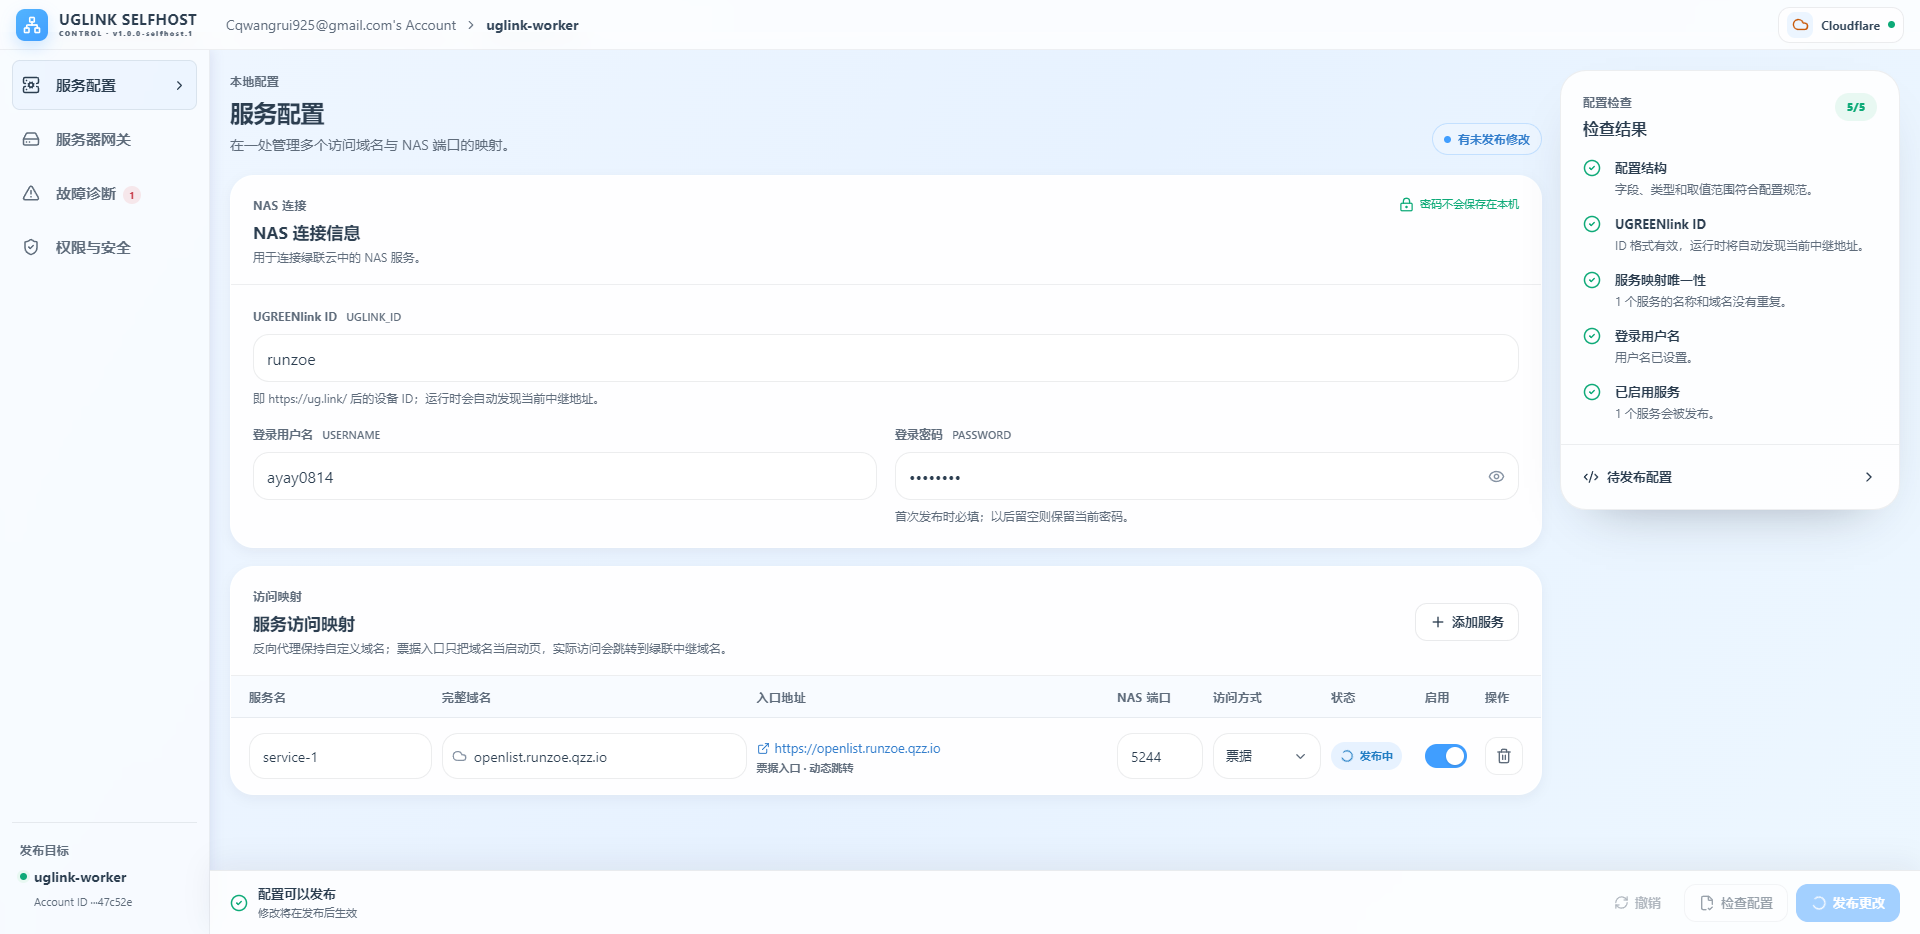 UGLINK SELFHOST
CONTROL · v1.0.0-selfhost.1
Cqwangrui925@gmail.com's Account > uglink-worker
Cloudflare
服务配置
服务器网关
故障诊断 1
权限与安全
发布目标
uglink-worker
Account ID ···47c52e
本地配置
服务配置
在一处管理多个访问域名与 NAS 端口的映射。
有未发布修改
NAS 连接
密码不会保存在本机
NAS 连接信息
用于连接绿联云中的 NAS 服务。
UGREENlink ID UGLINK_ID
runzoe
即 https://ug.link/ 后的设备 ID；运行时会自动发现当前中继地址。
登录用户名 USERNAME
ayay0814
登录密码 PASSWORD
••••••••
首次发布时必填；以后留空则保留当前密码。
访问映射
服务访问映射
反向代理保持自定义域名；票据入口只把域名当启动页，实际访问会跳转到绿联中继域名。
添加服务
服务名 完整域名 入口地址 NAS 端口 访问方式 状态 启用 操作
service-1 openlist.runzoe.qzz.io https://openlist.runzoe.qzz.io 5244 票据 发布中
票据入口 · 动态跳转
配置检查
5/5
检查结果
配置结构
字段、类型和取值范围符合配置规范。
UGREENlink ID
ID 格式有效，运行时将自动发现当前中继地址。
服务映射唯一性
1 个服务的名称和域名没有重复。
登录用户名
用户名已设置。
已启用服务
1 个服务会被发布。
待发布配置
配置可以发布
修改将在发布后生效
撤销
检查配置
发布更改